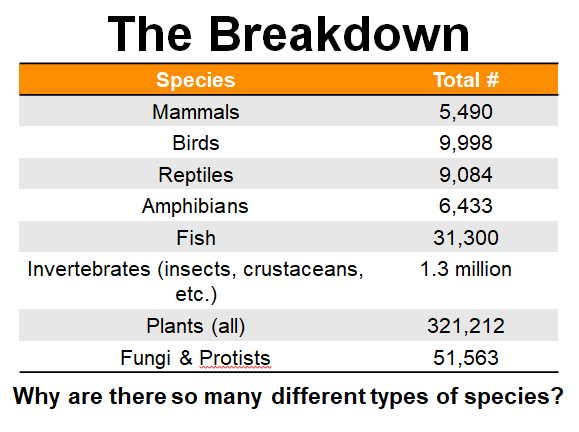 The Breakdown
Species Total #
Mammals 5,490
Birds 9,998
Reptiles 9,084
Amphibians 6,433
Fish 31,300
Invertebrates (insects, crustaceans, 1.3 million
etc.)
Plants (all) 321,212
Fungi & Protists 51,563
Why are there so many different types of species?